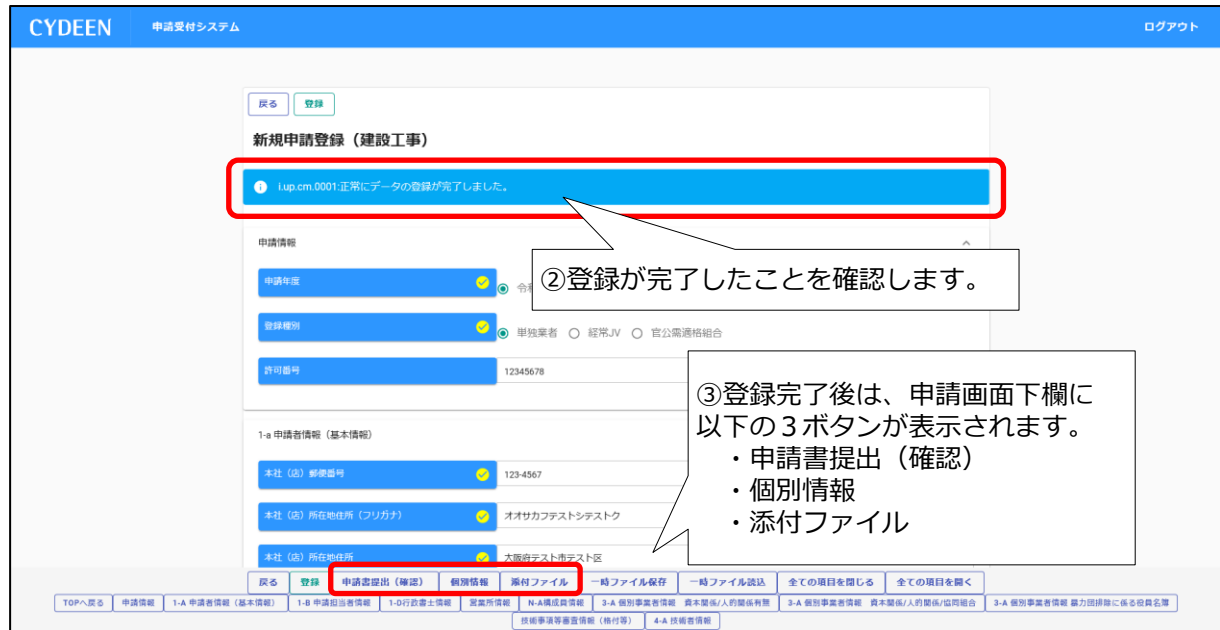 CYDEEN 申請受付システム ログアウト
戻る 登録
新規申請登録（建設工事）
i.up.cm.0001:正常にデータの登録が完了しました。
申請情報
②登録が完了したことを確認します。
申請年度
登録種別 単独業者 経常JV 官公需適格組合
許可番号 12345678
③登録完了後は、申請画面下欄に
以下の３ボタンが表示されます。
・申請書提出（確認）
・個別情報
・添付ファイル
1-a 申請者情報（基本情報）
本社（店）郵便番号 123-4567
本社（店）所在地住所（フリガナ） オオサカフテストシテストク
本社（店）所在地住所 大阪府テスト市テスト区
戻る 登録 申請書提出（確認） 個別情報 添付ファイル 一時ファイル保存 一時ファイル読込 全ての項目を閉じる 全ての項目を開く
TOPへ戻る 申請情報 1-A 申請者情報（基本情報） 1-B 申請担当者情報 1-D行政書士情報 営業所情報 N-A構成員情報 3-A 個別事業者情報 資本関係/人的関係有無 3-A 個別事業者情報 資本関係/人的関係/協同組合 3-A 個別事業者情報 暴力団排除に係る役員名簿
技術事項等審査情報（格付等） 4-A 技術者情報